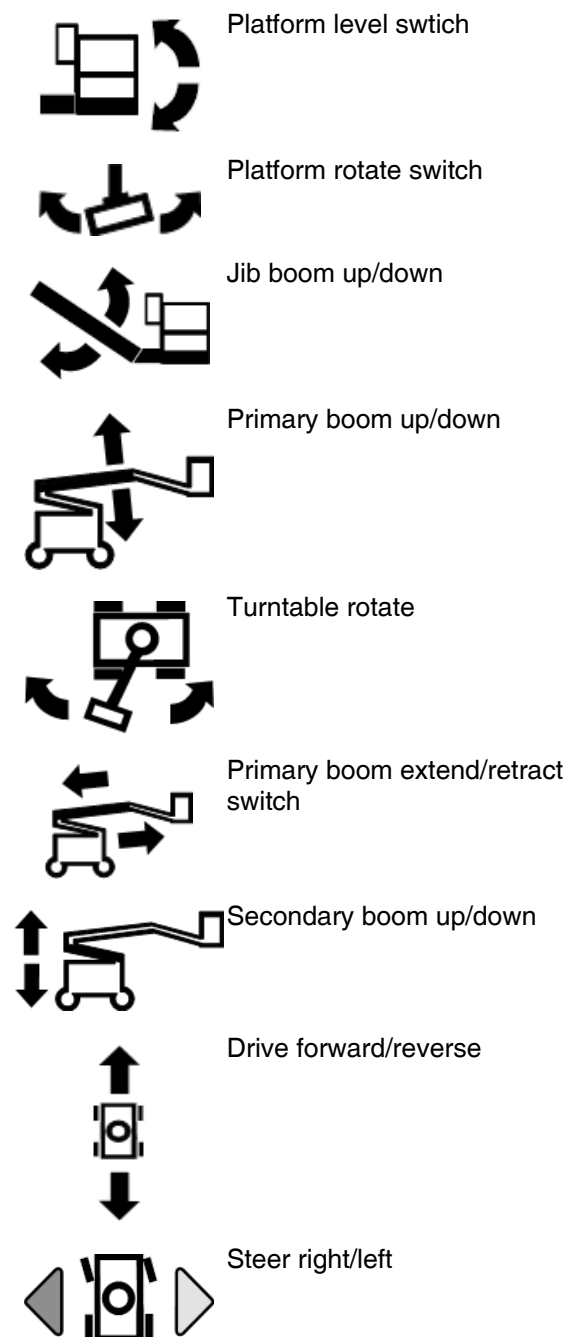 Platform level swtich
Platform rotate switch
Jib boom up/down
Primary boom up/down
Turntable rotate
Primary boom extend/retract
switch
Secondary boom up/down
Drive forward/reverse
Steer right/left